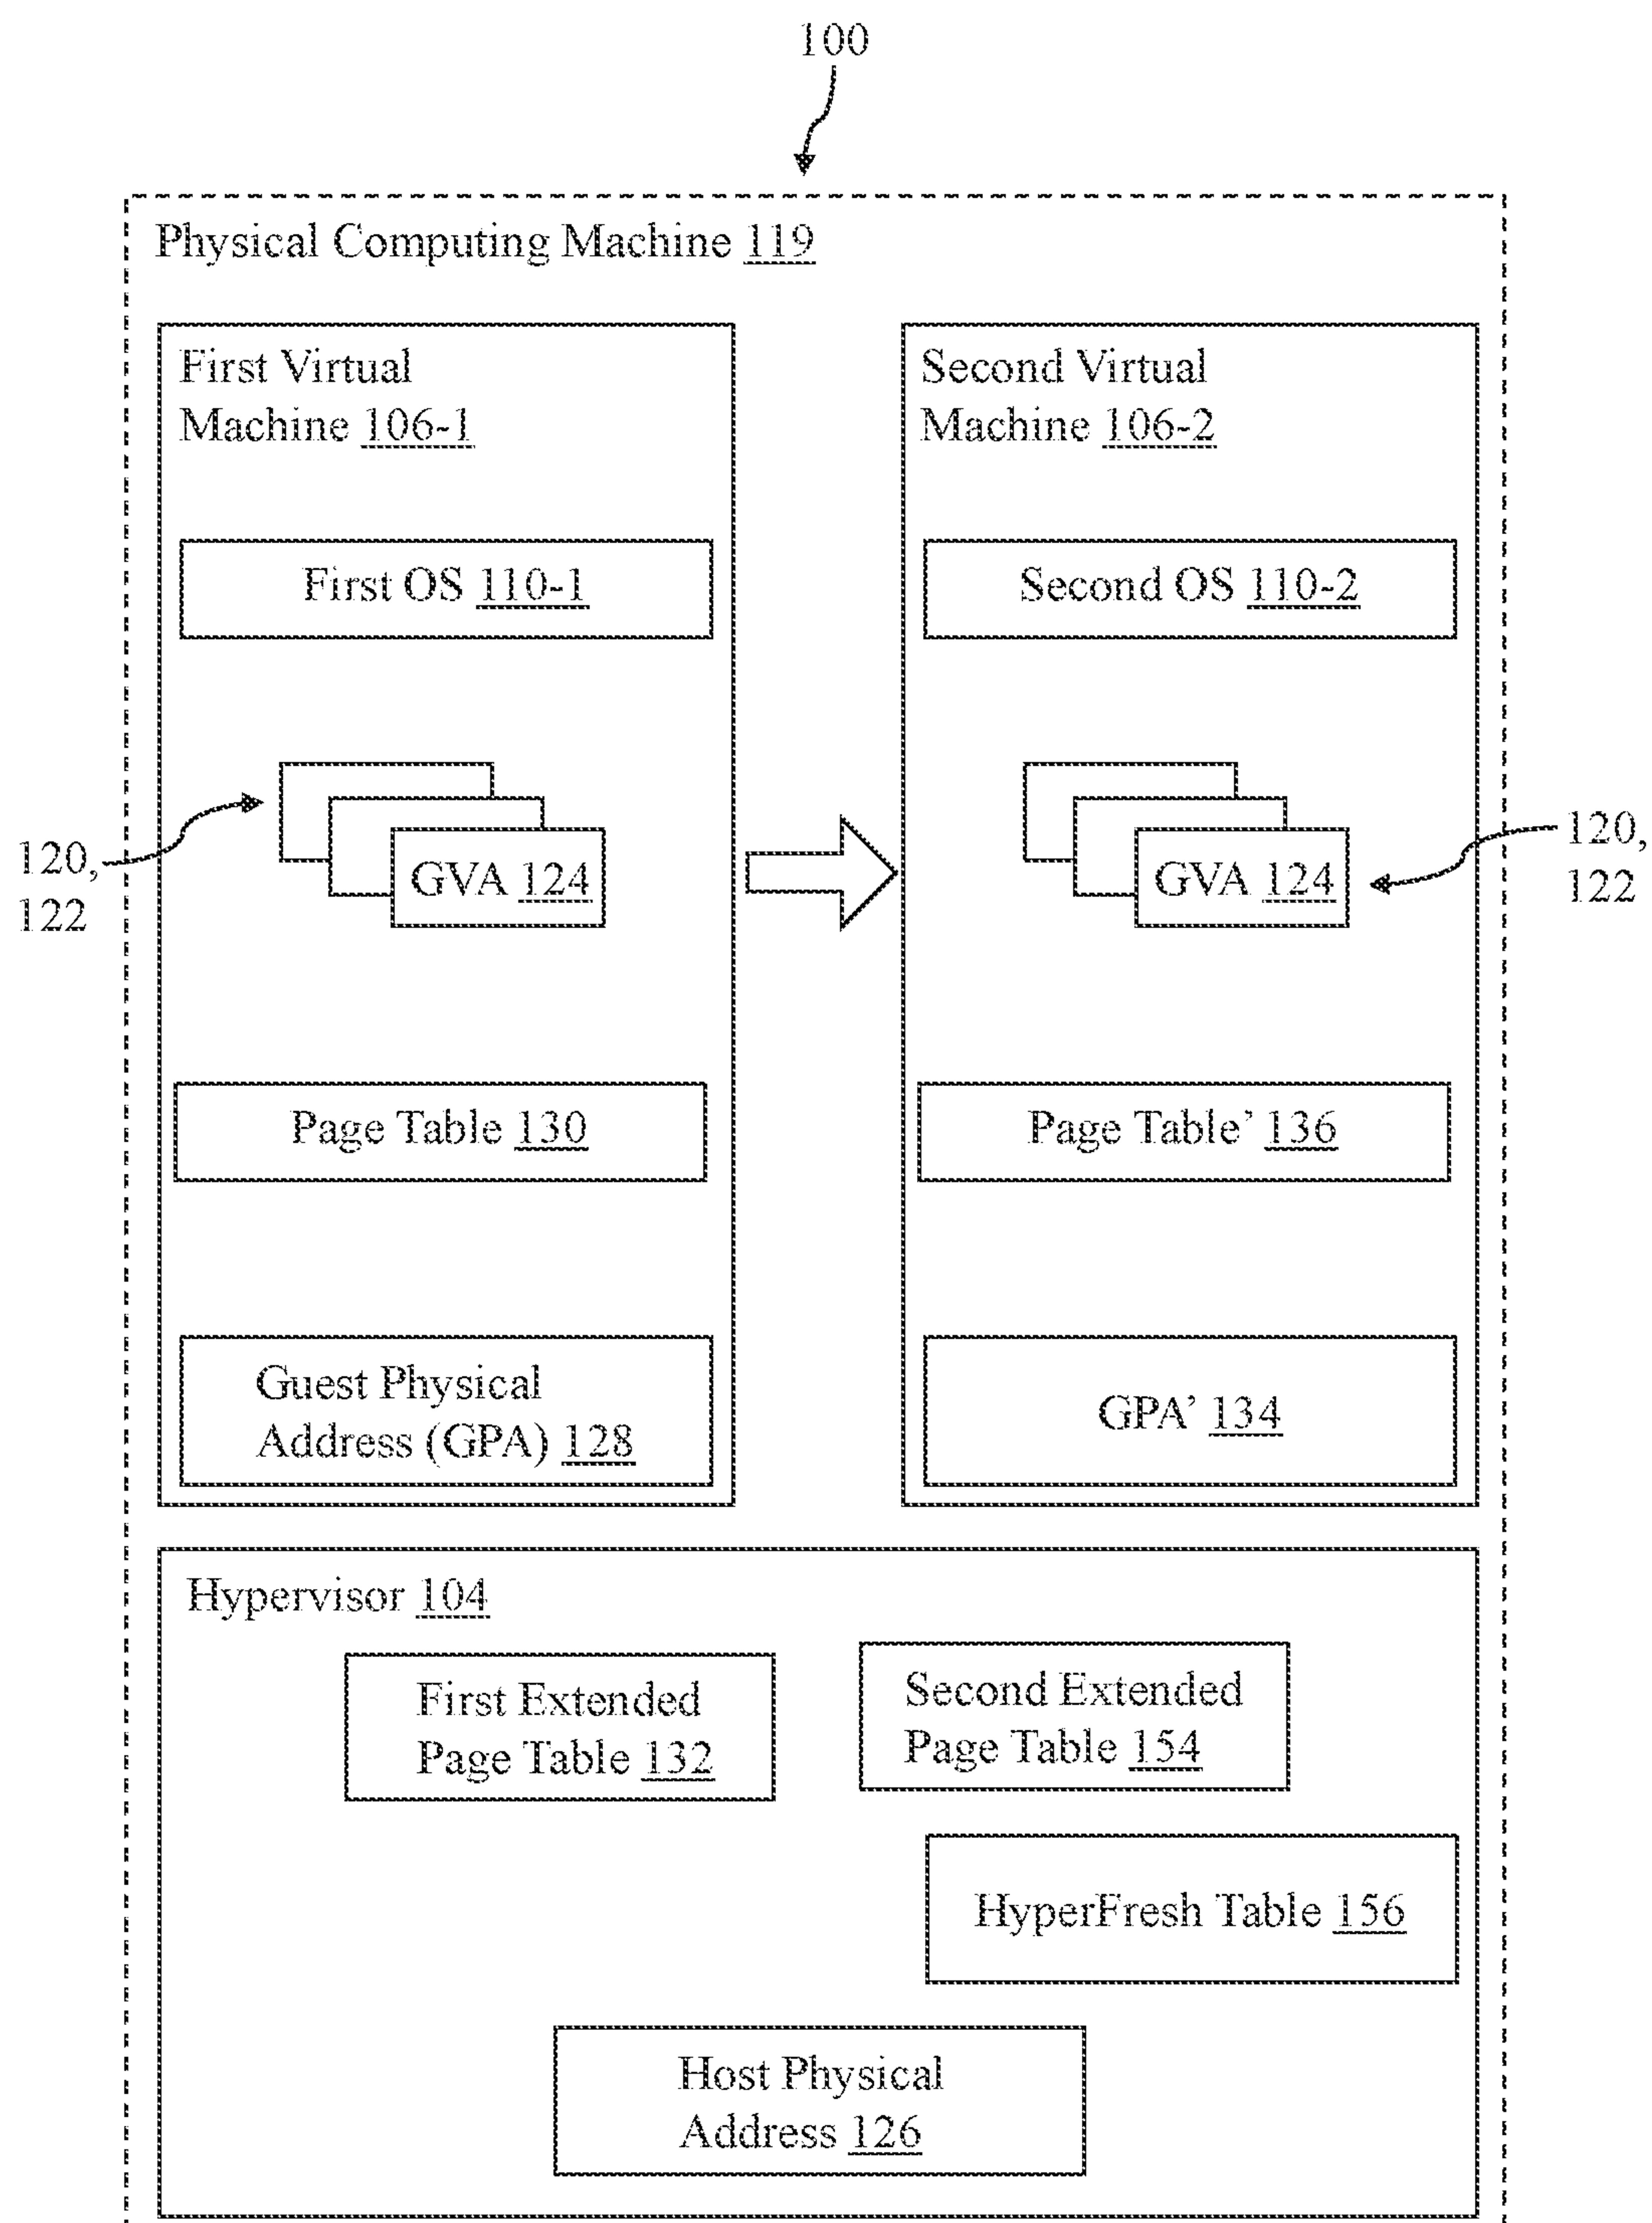 100
Physical Computing Machine 119
First Virtual
Machine 106-1
First OS 110-1
120,
122
GVA 124
Page Table 130
Guest Physical
Address (GPA) 128
Second Virtual
Machine 106-2
Second OS 110-2
GVA 124
120,
122
Page Table’ 136
GPA’ 134
Hypervisor 104
First Extended
Page Table 132
Second Extended
Page Table 154
HyperFresh Table 156
Host Physical
Address 126